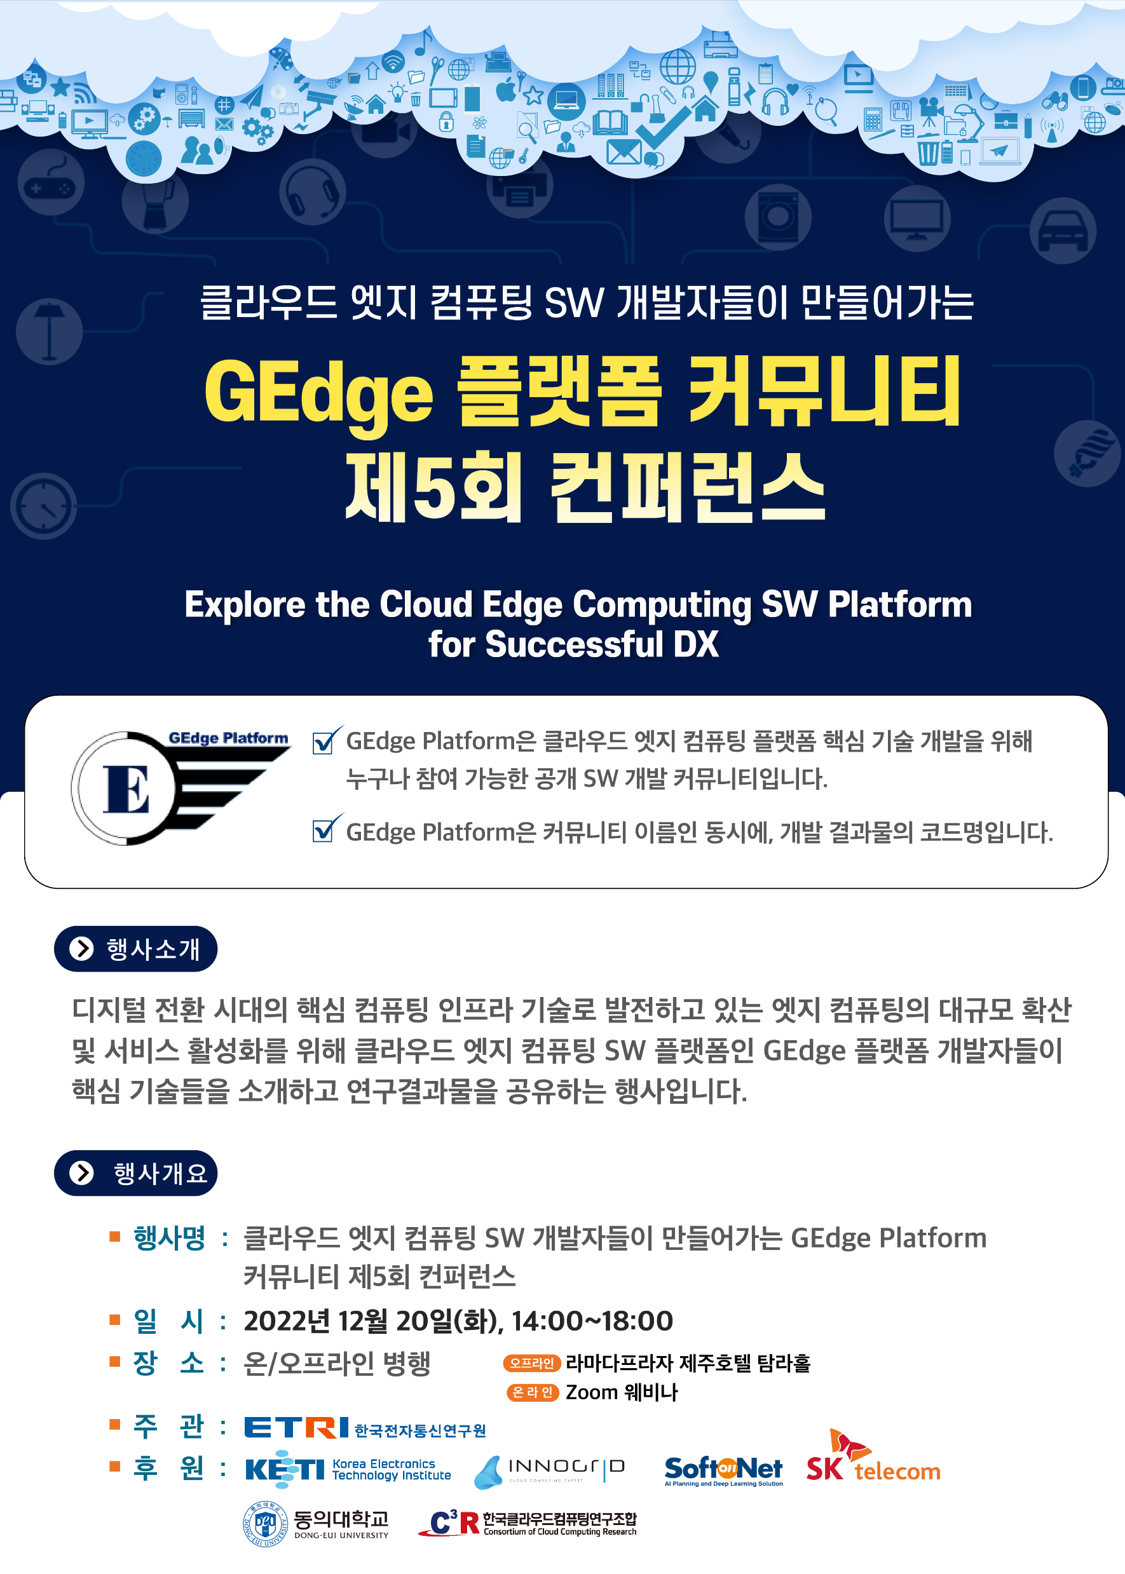 클라우드 엣지 컴퓨팅 SW 개발자들이 만들어가는
GEdge 플랫폼 커뮤니티
제5회 컨퍼런스
Explore the Cloud Edge Computing SW Platform
for Successful DX
GEdge Platform
E
GEdge Platform은 클라우드 엣지 컴퓨팅 플랫폼 핵심 기술 개발을 위해
누구나 참여 가능한 공개 SW 개발 커뮤니티입니다.
GEdge Platform은 커뮤니티 이름인 동시에, 개발 결과물의 코드명입니다.
행사소개
디지털 전환 시대의 핵심 컴퓨팅 인프라 기술로 발전하고 있는 엣지 컴퓨팅의 대규모 확산
및 서비스 활성화를 위해 클라우드 엣지 컴퓨팅 SW 플랫폼인 GEdge 플랫폼 개발자들이
핵심 기술들을 소개하고 연구결과물을 공유하는 행사입니다.
행사개요
행사명 : 클라우드 엣지 컴퓨팅 SW 개발자들이 만들어가는 GEdge Platform
커뮤니티 제5회 컨퍼런스
일 시 : 2022년 12월 20일(화), 14:00~18:00
장 소 : 온/오프라인 병행 오프라인 라마다프라자 제주호텔 탐라홀
온라인 Zoom 웨비나
주 관 : ETRI 한국전자통신연구원
후 원 : KETI Korea Electronics Technology Institute INNOGRID CLOUD COMPUTING EXPERT SoftonNet AI Planning and Deep Learning Solution SK telecom
동의대학교 DONG-EUI UNIVERSITY C3R 한국클라우드컴퓨팅연구조합 Consortium of Cloud Computing Research